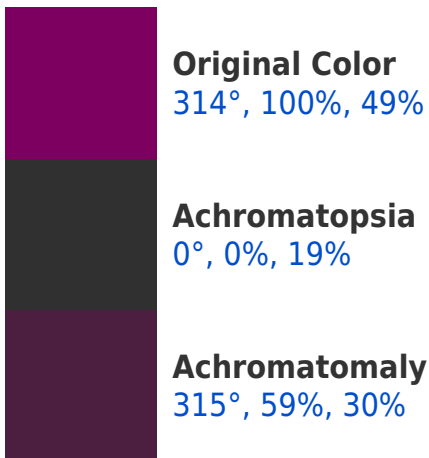 Original Color
314°, 100%, 49%
Achromatopsia
0°, 0%, 19%
Achromatomaly
315°, 59%, 30%